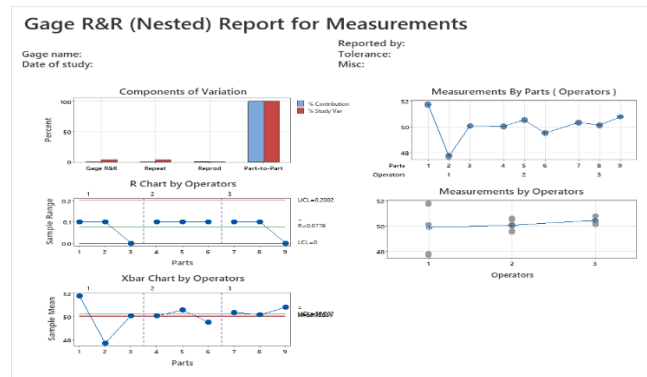 Gage R&R (Nested) Report for Measurements
Gage name:
Date of study:
Reported by:
Tolerance:
Misc:
Components of Variation
100
50
0
Percent
Gage R&R Repeat Reprod Part-to-Part
% Contribution
% Study Var
R Chart by Operators
1 2 3
0.2
0.1
0.0
Sample Range
UCL=0.2002
R=0.0778
LCL=0
1 2 3 4 5 6 7 8 9
Parts
Xbar Chart by Operators
1 2 3
52
50
48
Sample Mean
1 2 3 4 5 6 7 8 9
Parts
Measurements By Parts ( Operators )
52
50
48
Parts 1 2 3 4 5 6 7 8 9
Operators 1 2 3
Measurements by Operators
52
50
48
1 2 3
Operators